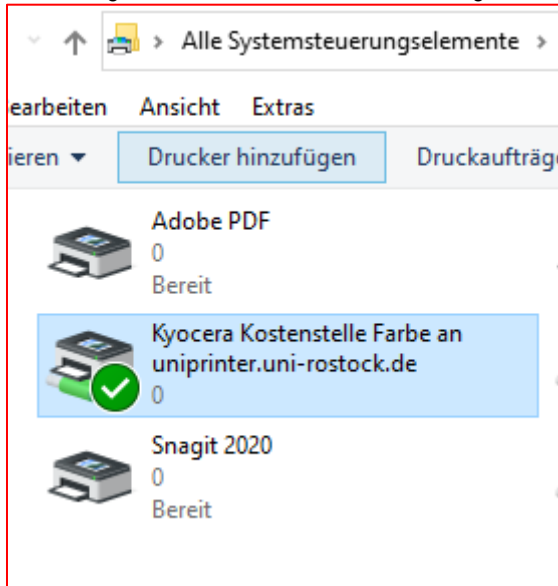 Alle Systemsteuerungselemente >
earbeiten Ansicht Extras
ieren Drucker hinzufügen Druckaufträge
Adobe PDF
0
Bereit
Kyocera Kostenstelle Farbe an
uniprinter.uni-rostock.de
0
Snagit 2020
0
Bereit